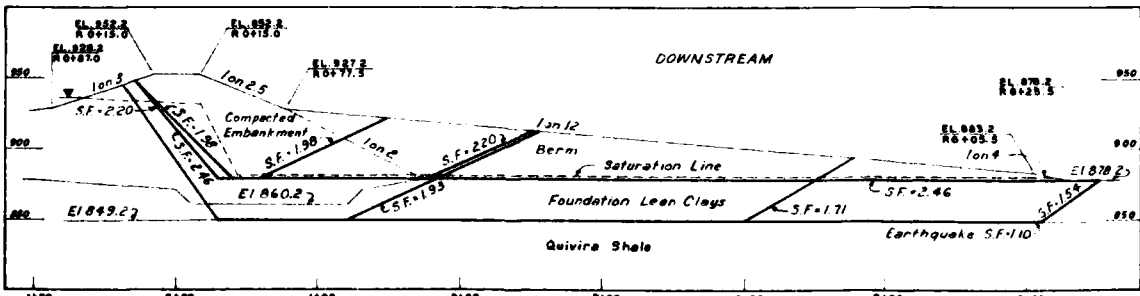 EL. 952.2
R 0+15.0
EL. 952.2
R 0+15.0
EL. 928.2
R 0+87.0
EL. 927.2
R 0+77.5
DOWNSTREAM
EL. 878.2
R 6+25.5
950
950
1 on 3
1 on 2.5
S.F.=2.20
S.F.=1.98
Compacted
Embankment
1 on 12
EL. 883.2
R 6+05.5
900
900
S.F.=1.98
1 on 2
S.F.=2.20
Berm
1 on 4
S.F.=2.46
Saturation Line
El 878.2
El 860.2
S.F.=1.93
Foundation Lean Clays
S.F.=2.46
S.F.=1.54
El 849.2
850
S.F.=1.71
850
Earthquake S.F.=1.10
Quivira Shale